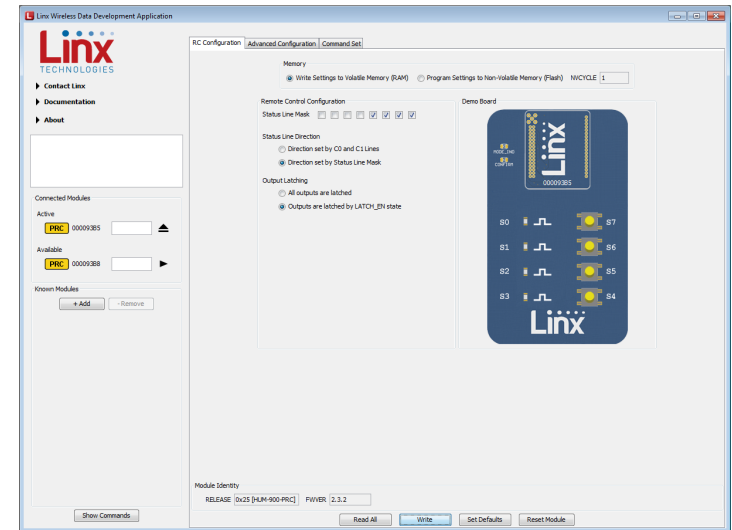 Linx Wireless Data Development Application
Linx
TECHNOLOGIES
Contact Linx
Documentation
About
Connected Modules
Active
PRC 000093B5
Available
PRC 000093B8
Known Modules
+ Add - Remove
Show Commands
RC Configuration Advanced Configuration Command Set
Memory
Write Settings to Volatile Memory (RAM) Program Settings to Non-Volatile Memory (Flash) NVCYCLE 1
Remote Control Configuration
Status Line Mask
Status Line Direction
Direction set by C0 and C1 Lines
Direction set by Status Line Mask
Output Latching
All outputs are latched
Outputs are latched by LATCH_EN state
Demo Board
Linx
MODE_IND
CONFIRM
000093B5
S0 S7
S1 S6
S2 S5
S3 S4
Linx
Module Identity
RELEASE 0x25 [HUM-900-PRC] FWVER 2.3.2
Read All Write Set Defaults Reset Module